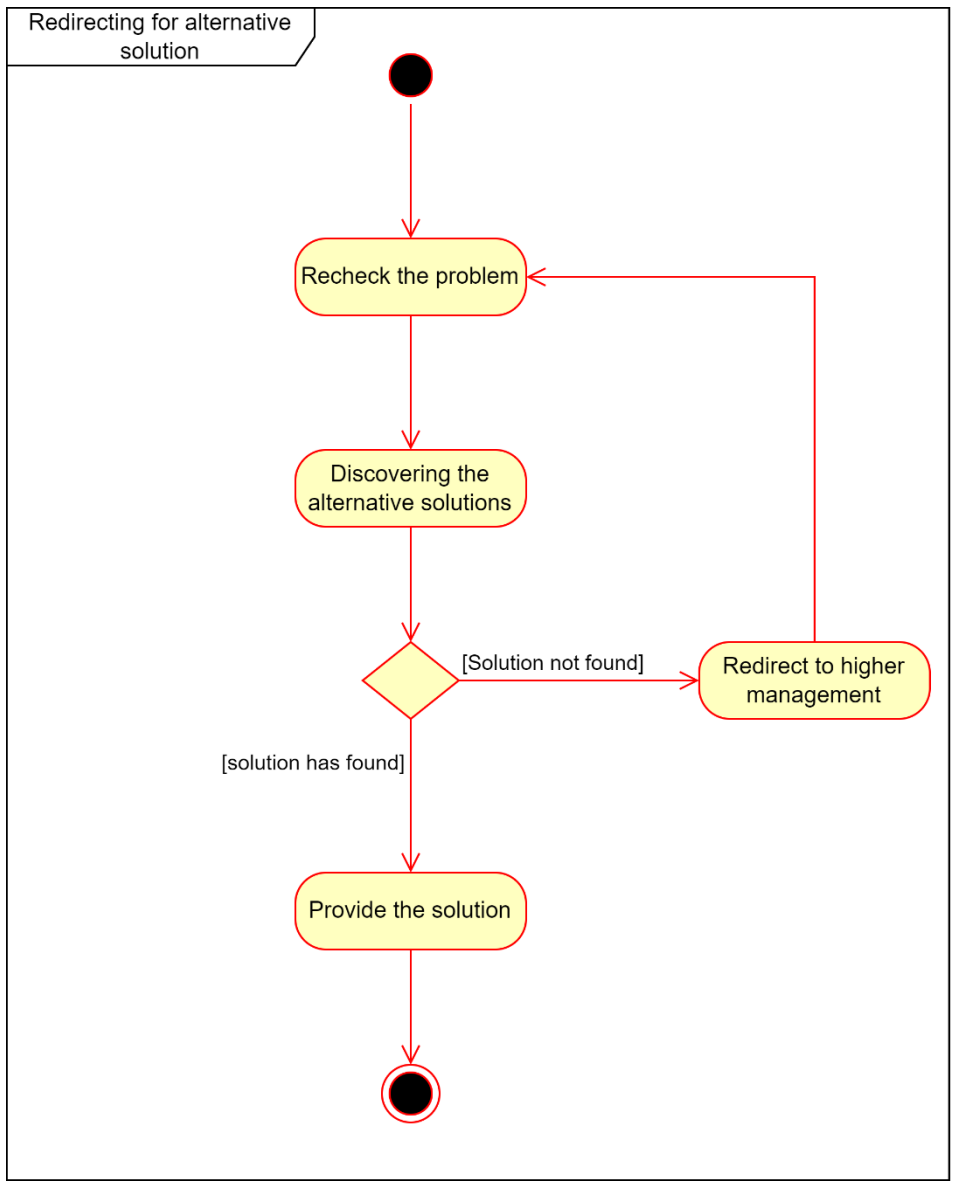 Redirecting for alternative
solution
Recheck the problem
Discovering the
alternative solutions
[Solution not found]
Redirect to higher
management
[solution has found]
Provide the solution